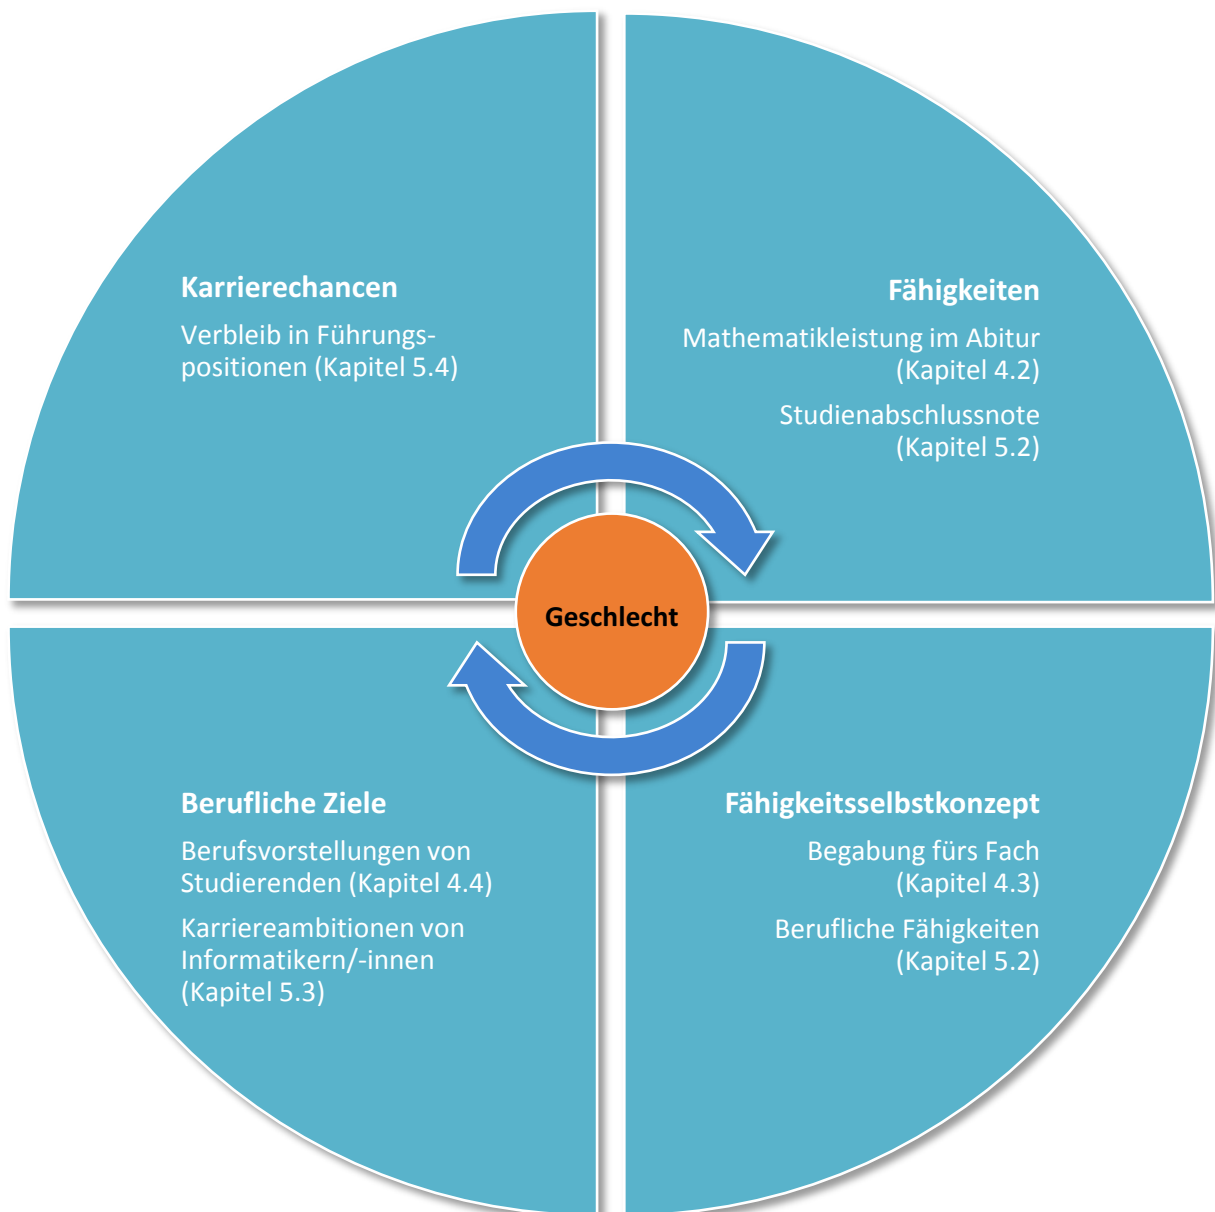 Karrierechancen
Verbleib in Führungs-
positionen (Kapitel 5.4)
Fähigkeiten
Mathematikleistung im Abitur
(Kapitel 4.2)
Studienabschlussnote
(Kapitel 5.2)
Geschlecht
Berufliche Ziele
Berufsvorstellungen von
Studierenden (Kapitel 4.4)
Karriereambitionen von
Informatikern/-innen
(Kapitel 5.3)
Fähigkeitsselbstkonzept
Begabung fürs Fach
(Kapitel 4.3)
Berufliche Fähigkeiten
(Kapitel 5.2)